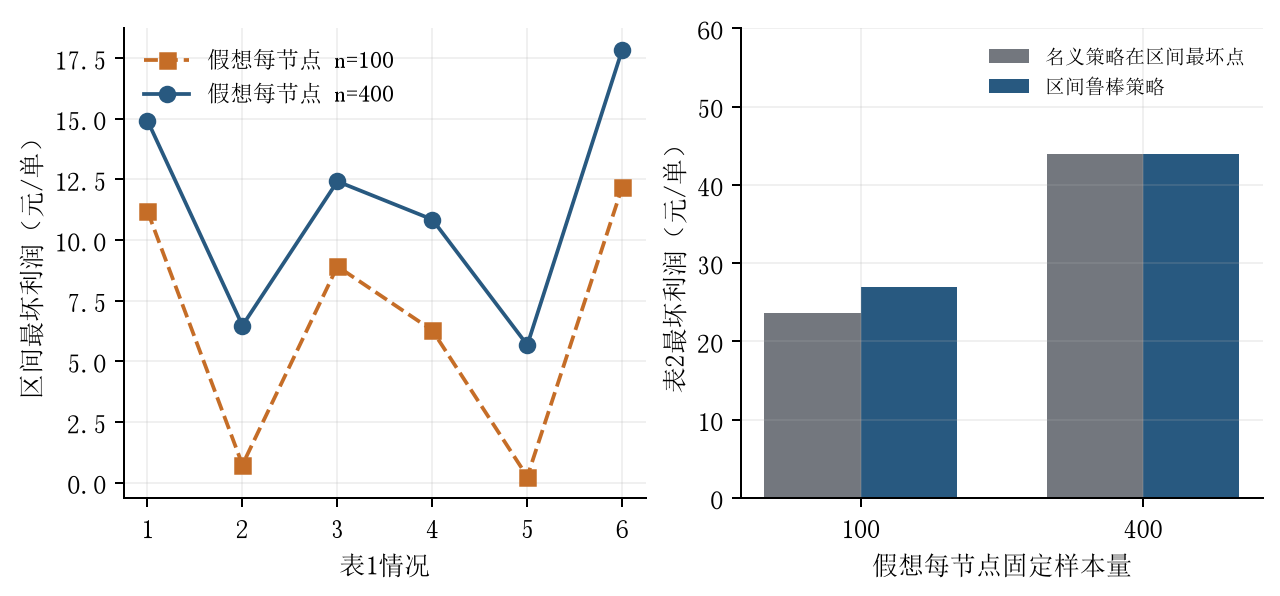 区间最坏利润（元/单）
17.5
15.0
12.5
10.0
7.5
5.0
2.5
0.0
假想每节点 n=100
假想每节点 n=400
1 2 3 4 5 6
表1情况
表2最坏利润（元/单）
60
50
40
30
20
10
0
名义策略在区间最坏点
区间鲁棒策略
100 400
假想每节点固定样本量